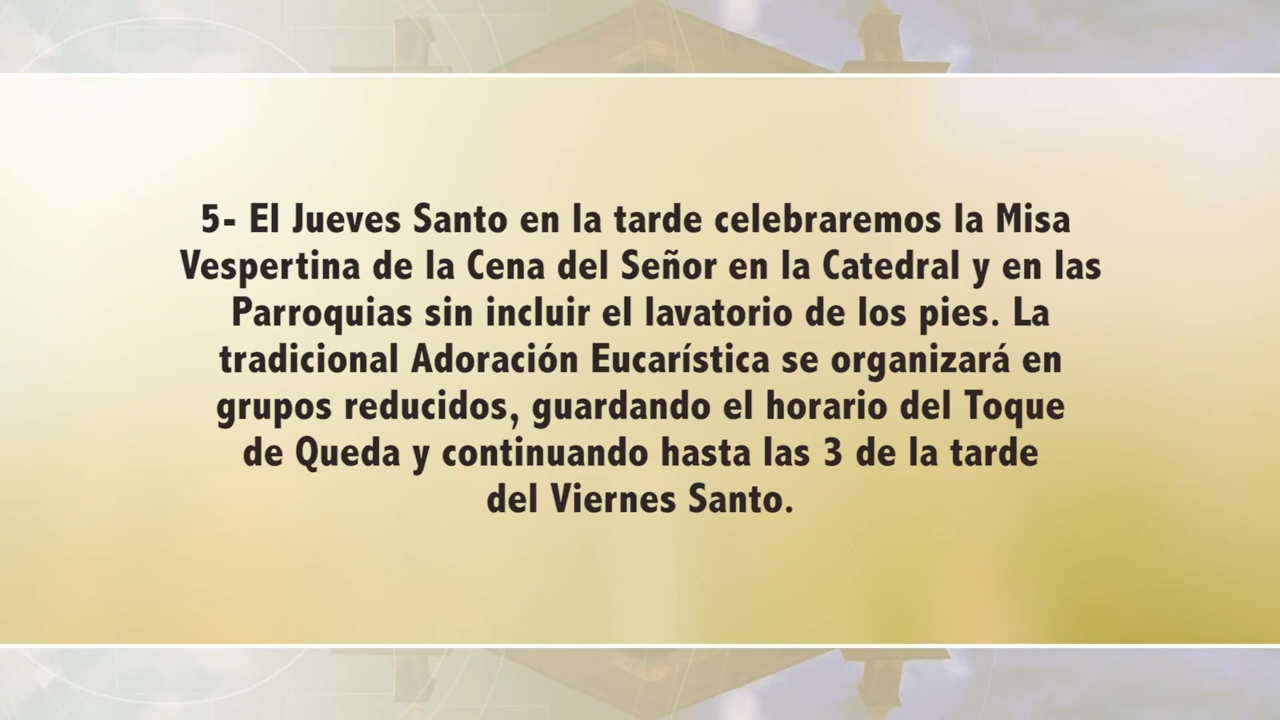 5- El Jueves Santo en la tarde celebraremos la Misa
Vespertina de la Cena del Señor en la Catedral y en las
Parroquias sin incluir el lavatorio de los pies. La
tradicional Adoración Eucarística se organizará en
grupos reducidos, guardando el horario del Toque
de Queda y continuando hasta las 3 de la tarde
del Viernes Santo.